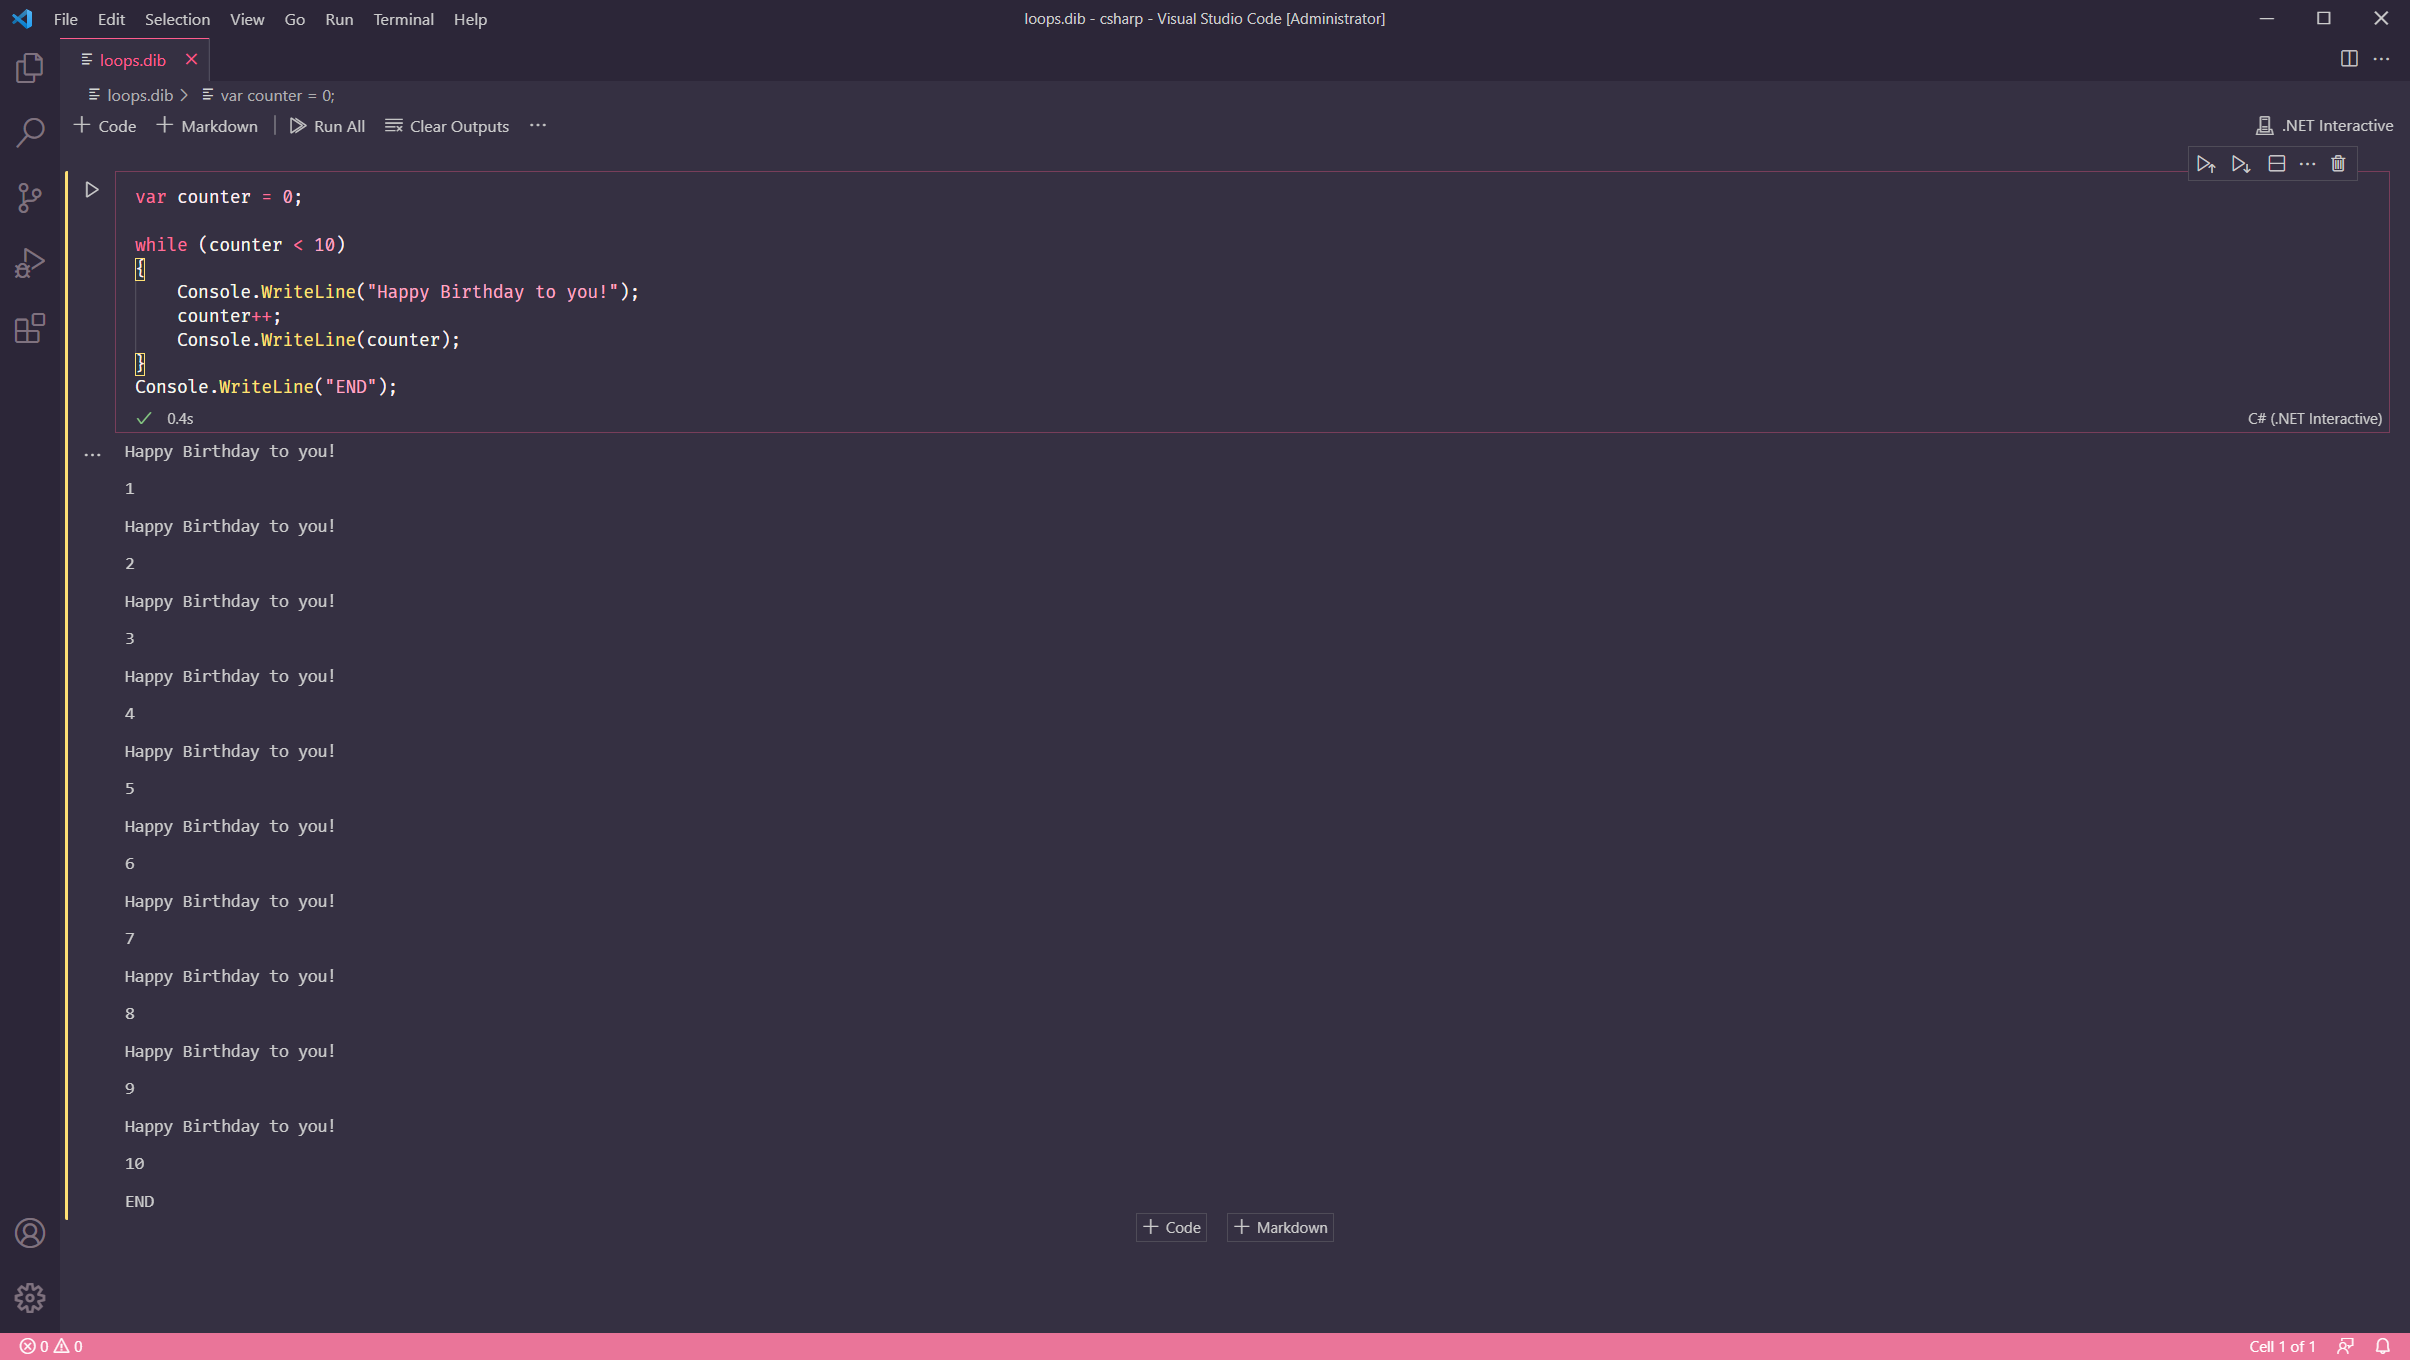 File Edit Selection View Go Run Terminal Help
loops.dib - csharp - Visual Studio Code [Administrator]
loops.dib
loops.dib > var counter = 0;
Code Markdown Run All Clear Outputs ···
.NET Interactive
var counter = 0;
while (counter < 10)
{
Console.WriteLine("Happy Birthday to you!");
counter++;
Console.WriteLine(counter);
}
Console.WriteLine("END");
0.4s
C# (.NET Interactive)
Happy Birthday to you!
1
Happy Birthday to you!
2
Happy Birthday to you!
3
Happy Birthday to you!
4
Happy Birthday to you!
5
Happy Birthday to you!
6
Happy Birthday to you!
7
Happy Birthday to you!
8
Happy Birthday to you!
9
Happy Birthday to you!
10
END
Code Markdown
0 0
Cell 1 of 1